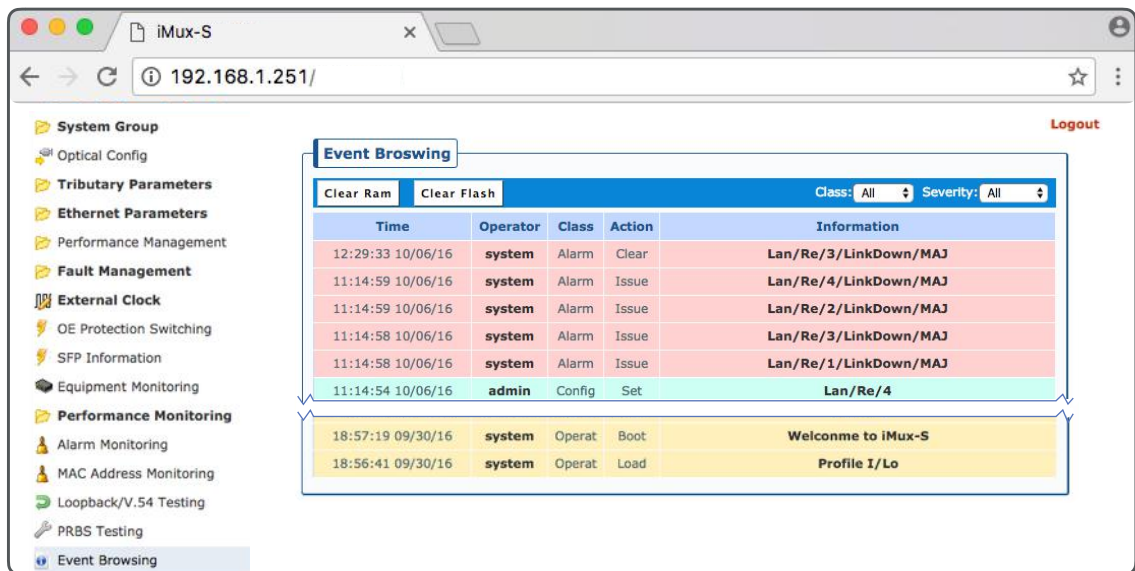 iMux-S
192.168.1.251/
System Group
Optical Config
Tributary Parameters
Ethernet Parameters
Performance Management
Fault Management
External Clock
OE Protection Switching
SFP Information
Equipment Monitoring
Performance Monitoring
Alarm Monitoring
MAC Address Monitoring
Loopback/V.54 Testing
PRBS Testing
Event Browsing
Logout
Event Broswing
Clear Ram Clear Flash Class: All Severity: All
Time Operator Class Action Information
12:29:33 10/06/16 system Alarm Clear Lan/Re/3/LinkDown/MAJ
11:14:59 10/06/16 system Alarm Issue Lan/Re/4/LinkDown/MAJ
11:14:59 10/06/16 system Alarm Issue Lan/Re/2/LinkDown/MAJ
11:14:58 10/06/16 system Alarm Issue Lan/Re/3/LinkDown/MAJ
11:14:58 10/06/16 system Alarm Issue Lan/Re/1/LinkDown/MAJ
11:14:54 10/06/16 admin Config Set Lan/Re/4
18:57:19 09/30/16 system Operat Boot Welconme to iMux-S
18:56:41 09/30/16 system Operat Load Profile I/Lo